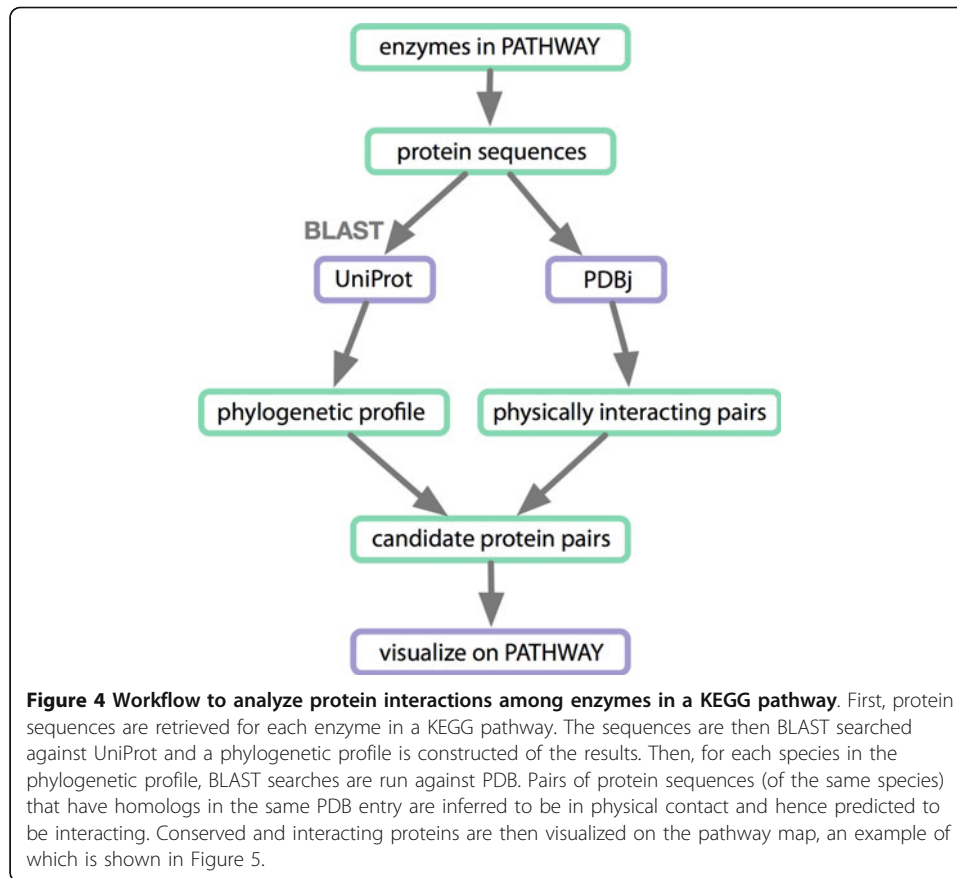 enzymes in PATHWAY
protein sequences
BLAST
UniProt
PDBj
phylogenetic profile
physically interacting pairs
candidate protein pairs
visualize on PATHWAY
Figure 4 Workflow to analyze protein interactions among enzymes in a KEGG pathway. First, protein
sequences are retrieved for each enzyme in a KEGG pathway. The sequences are then BLAST searched
against UniProt and a phylogenetic profile is constructed of the results. Then, for each species in the
phylogenetic profile, BLAST searches are run against PDB. Pairs of protein sequences (of the same species)
that have homologs in the same PDB entry are inferred to be in physical contact and hence predicted to
be interacting. Conserved and interacting proteins are then visualized on the pathway map, an example of
which is shown in Figure 5.